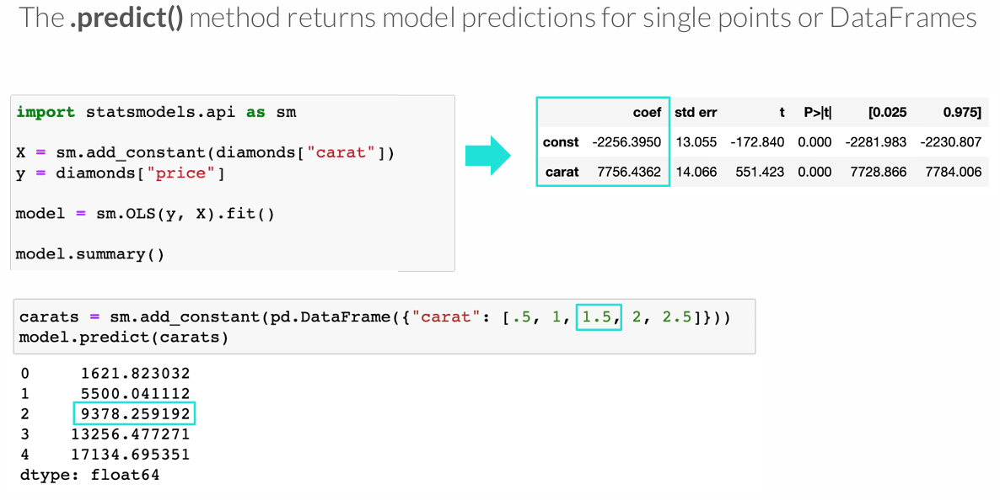 The .predict() method returns model predictions for single points or DataFrames
import statsmodels.api as sm
X = sm.add_constant(diamonds["carat"])
y = diamonds["price"]
model = sm.OLS(y, X).fit()
model.summary()
coef std err t P>|t| [0.025 0.975]
const -2256.3950 13.055 -172.840 0.000 -2281.983 -2230.807
carat 7756.4362 14.066 551.423 0.000 7728.866 7784.006
carats = sm.add_constant(pd.DataFrame({"carat": [.5, 1, 1.5, 2, 2.5]}))
model.predict(carats)
0 1621.823032
1 5500.041112
2 9378.259192
3 13256.477271
4 17134.695351
dtype: float64